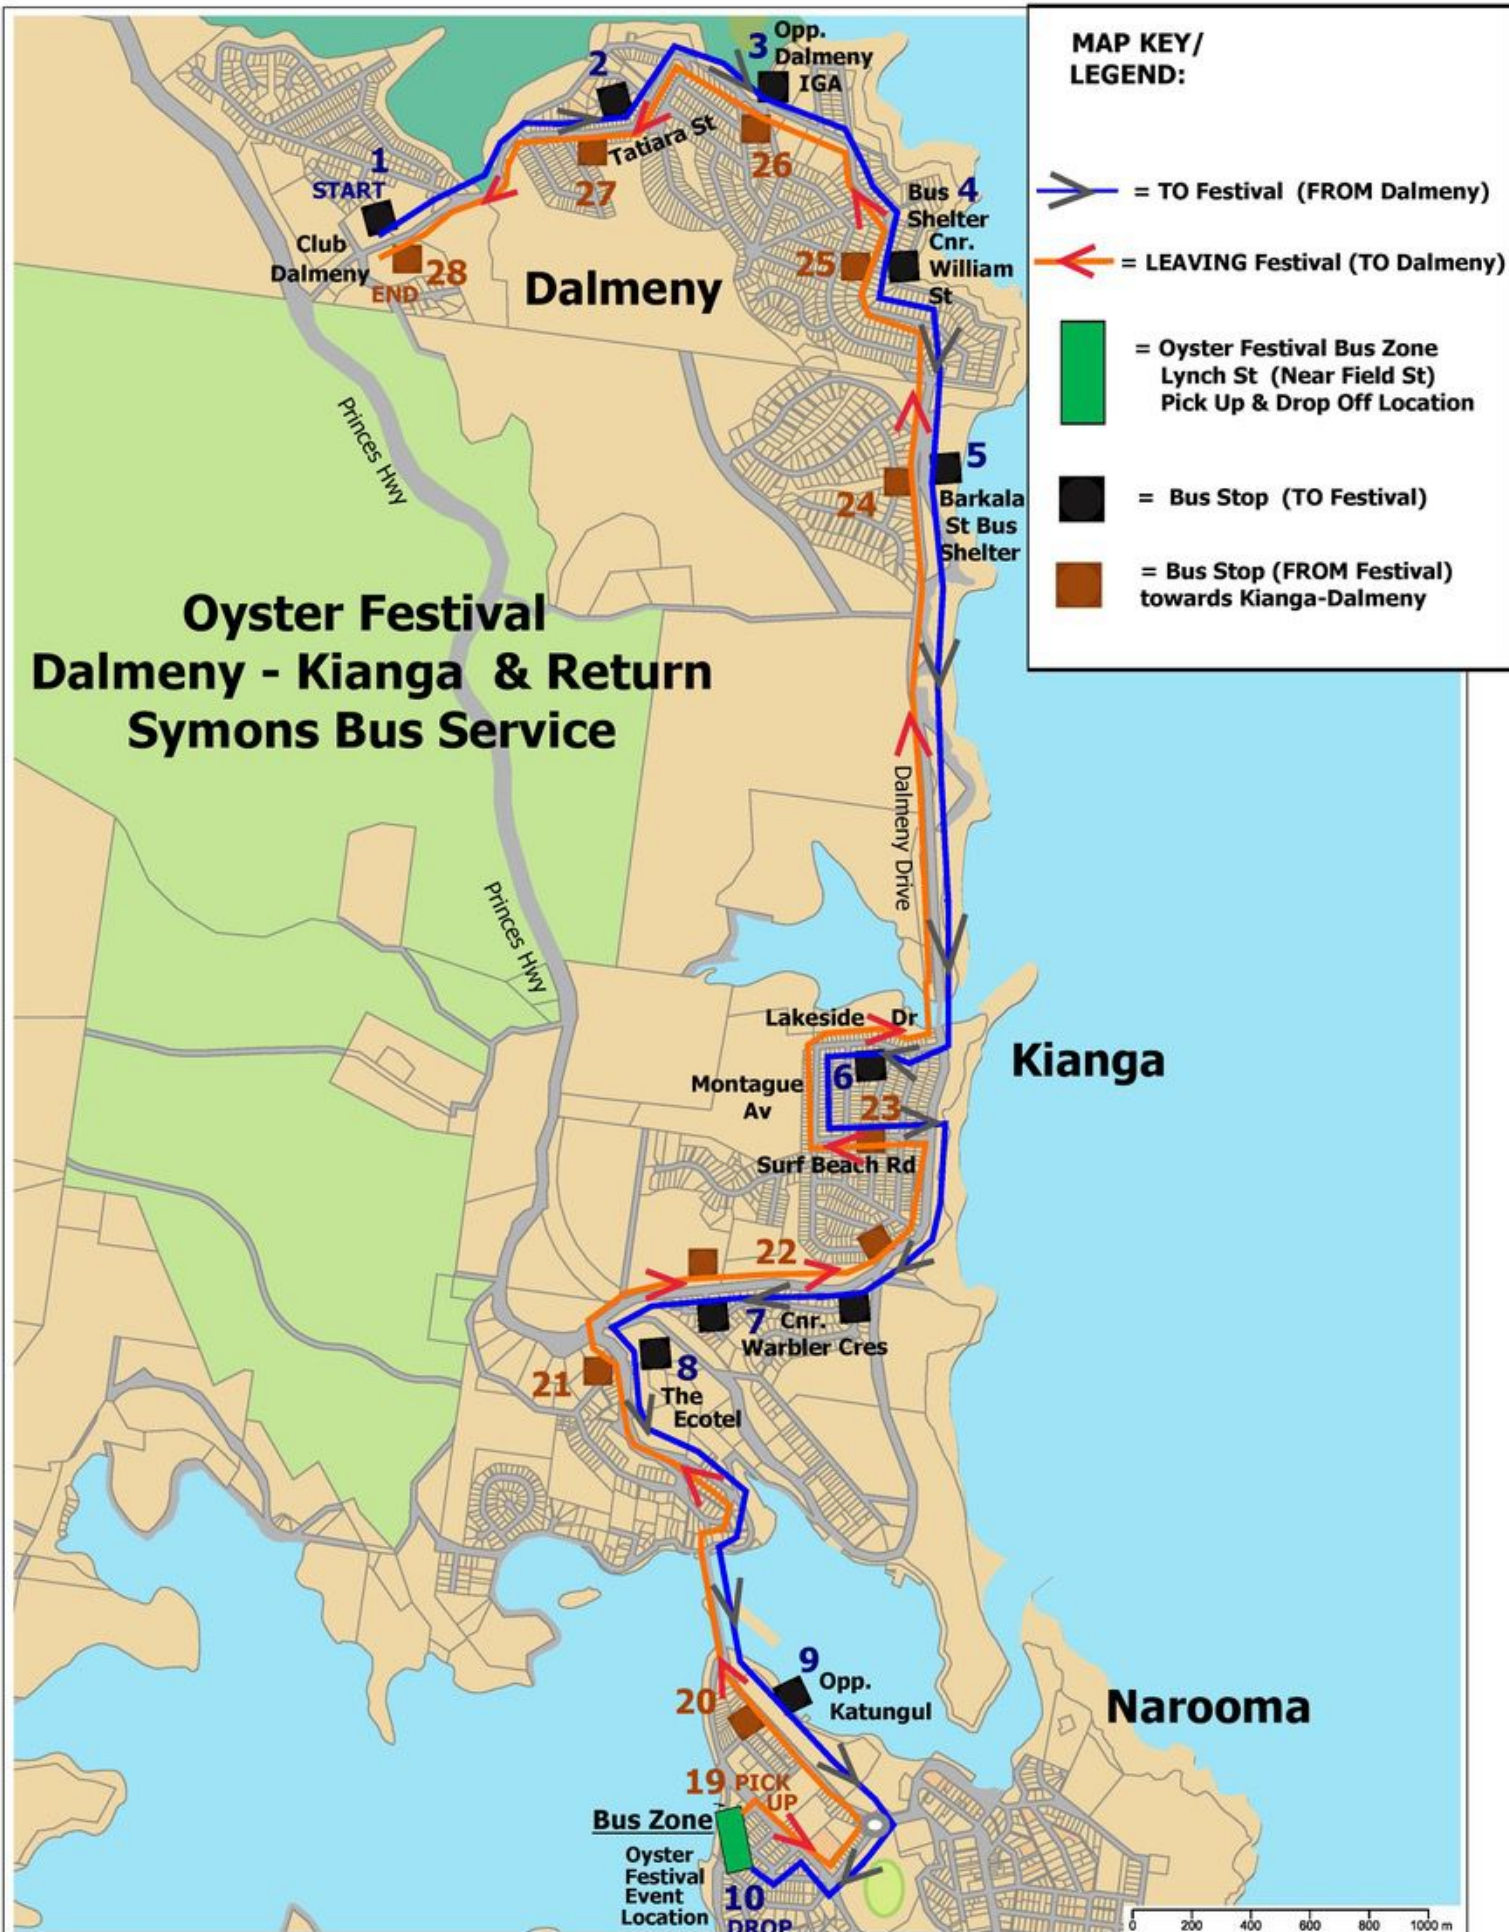 MAP KEY/
LEGEND:
= TO Festival (FROM Dalmeny)
= LEAVING Festival (TO Dalmeny)
= Oyster Festival Bus Zone
Lynch St (Near Field St)
Pick Up & Drop Off Location
= Bus Stop (TO Festival)
= Bus Stop (FROM Festival)
towards Kianga-Dalmeny
1
START
Club
Dalmeny
28
END
2
27
Tatiara St
3
Opp.
Dalmeny
IGA
26
Bus 4
Shelter
Cnr.
William
St
25
Dalmeny
Princes Hwy
5
Barkala
St Bus
Shelter
24
Oyster Festival
Dalmeny - Kianga & Return
Symons Bus Service
Dalmeny Drive
Princes Hwy
Lakeside Dr
Kianga
6
Montague
Av
23
Surf Beach Rd
22
7 Cnr.
Warbler Cres
21
8
The
Ecotel
9
Opp.
Katungul
20
Narooma
19 PICK
UP
Bus Zone
Oyster
Festival
Event
Location
10
DROP
0 200 400 600 800 1000 m